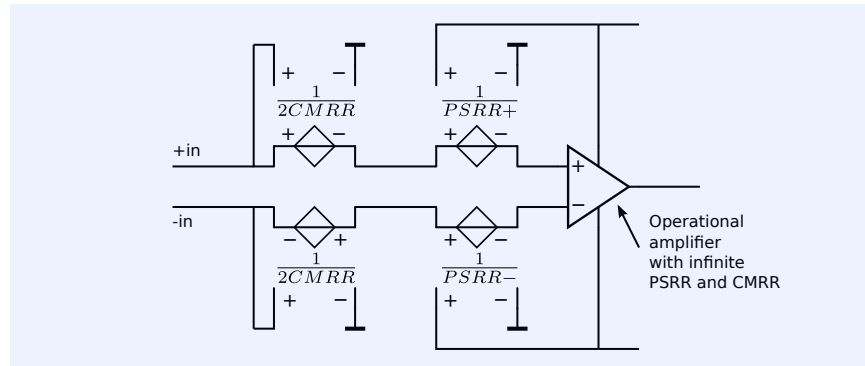 + −
+ −
1
2CMRR
1
PSRR+
+ −
+ −
+in
+
-in
−
− +
+ −
1
2CMRR
1
PSRR−
+ −
+ −
Operational
amplifier
with infinite
PSRR and CMRR